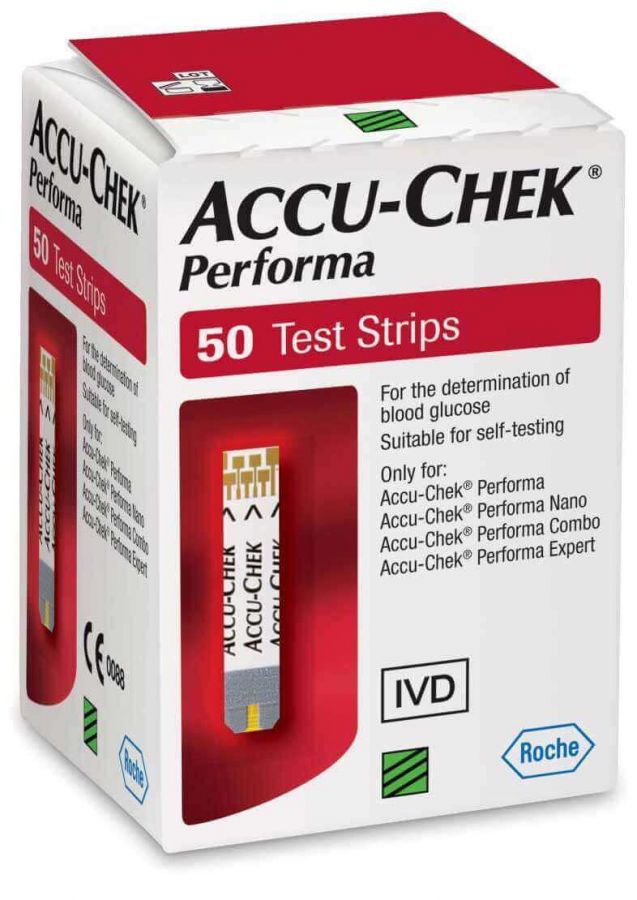 LOT
ACCU-CHEK®
Performa
50 Test Strips
For the determination of
blood glucose
Suitable for self-testing
Only for:
Accu-Chek® Performa
Accu-Chek® Performa Nano
Accu-Chek® Performa Combo
Accu-Chek® Performa Expert
ACCU-CHEK
ACCU-CHEK
ACCU-CHEK
IVD
Roche
ACCU-CHEK®
Performa
50 Test Strips
For the determination of
blood glucose
Suitable for self-testing
Only for:
Accu-Chek® Performa
Accu-Chek® Performa Nano
Accu-Chek® Performa Combo
Accu-Chek® Performa Expert
ACCU-CHEK
ACCU-CHEK
CE 0088
Roche